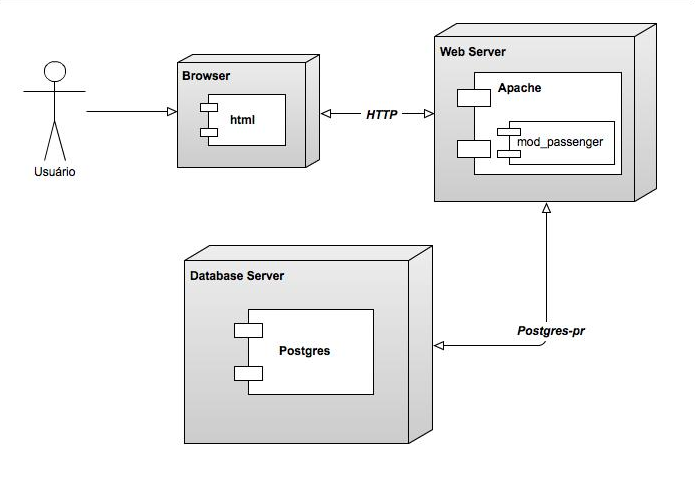 Usuário
Browser
html
HTTP
Web Server
Apache
mod_passenger
Postgres-pr
Database Server
Postgres